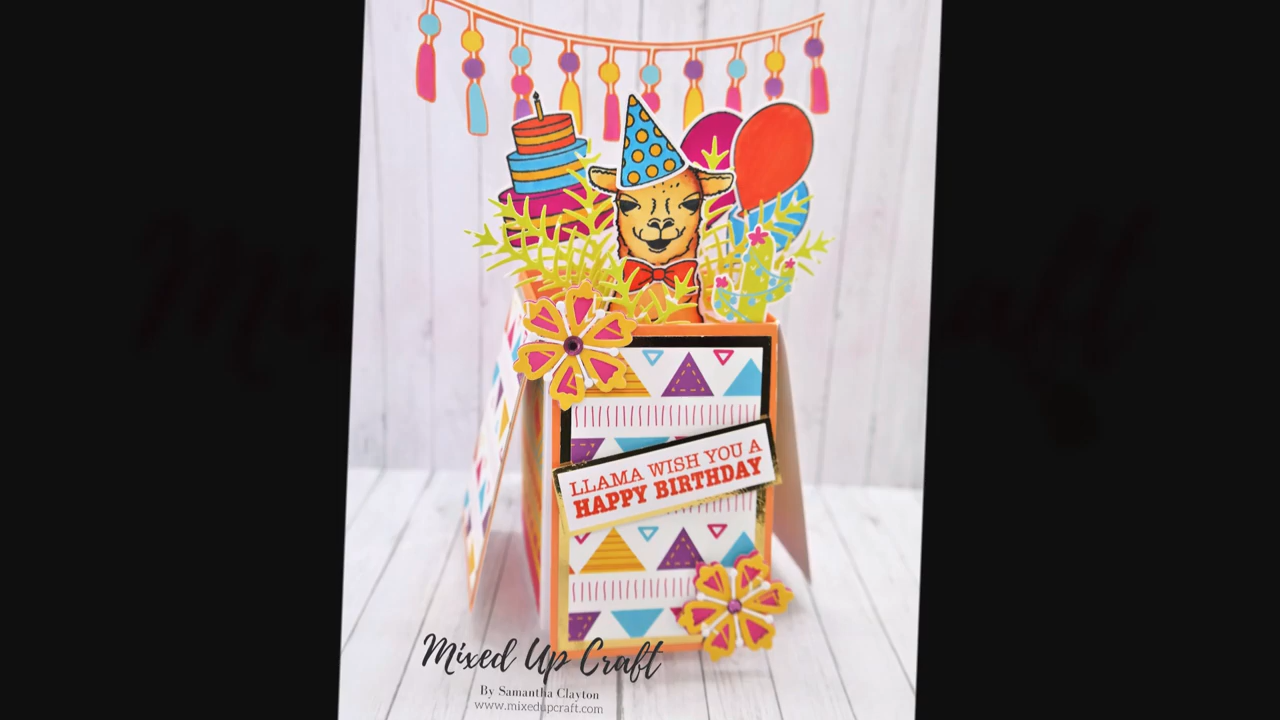 LLAMA WISH YOU A
HAPPY BIRTHDAY
Mixed Up Craft
By Samantha Clayton
www.mixedupcraft.com